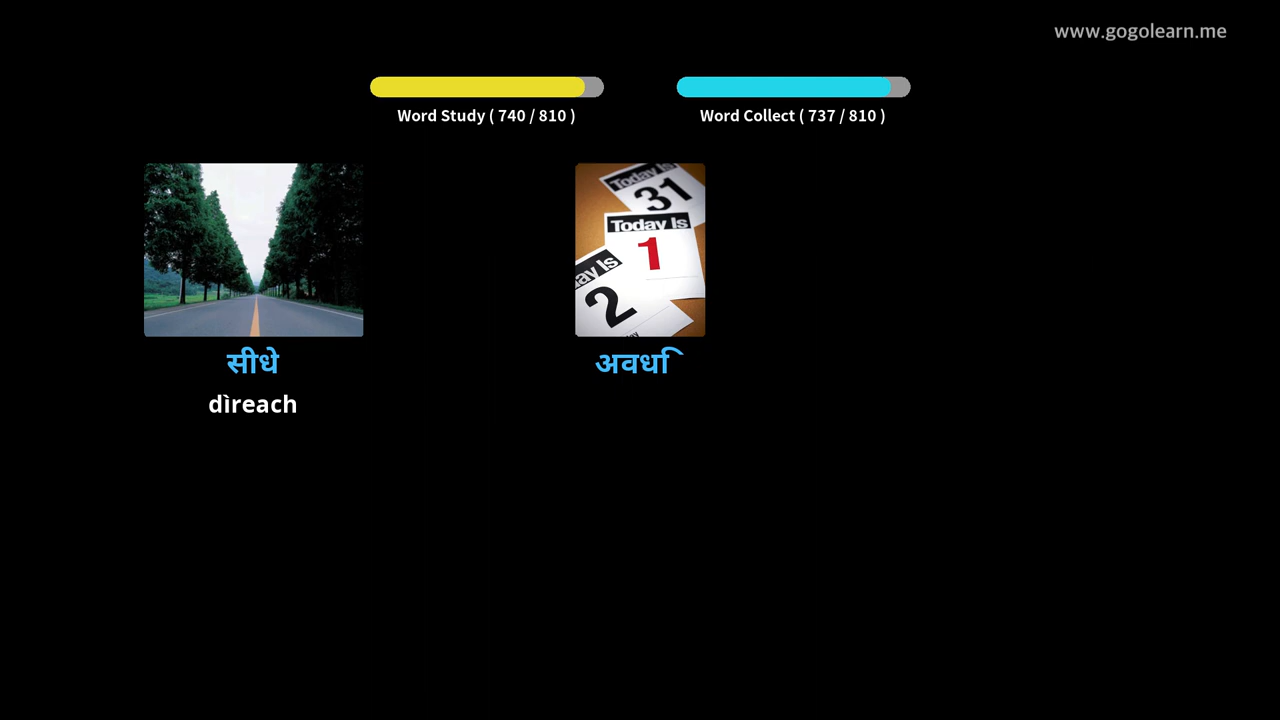 www.gogolearn.me
Word Study ( 740 / 810 )
Word Collect ( 737 / 810 )
Today Is
31
Today Is
1
ay Is
2
सीधे
अवधि
dìreach